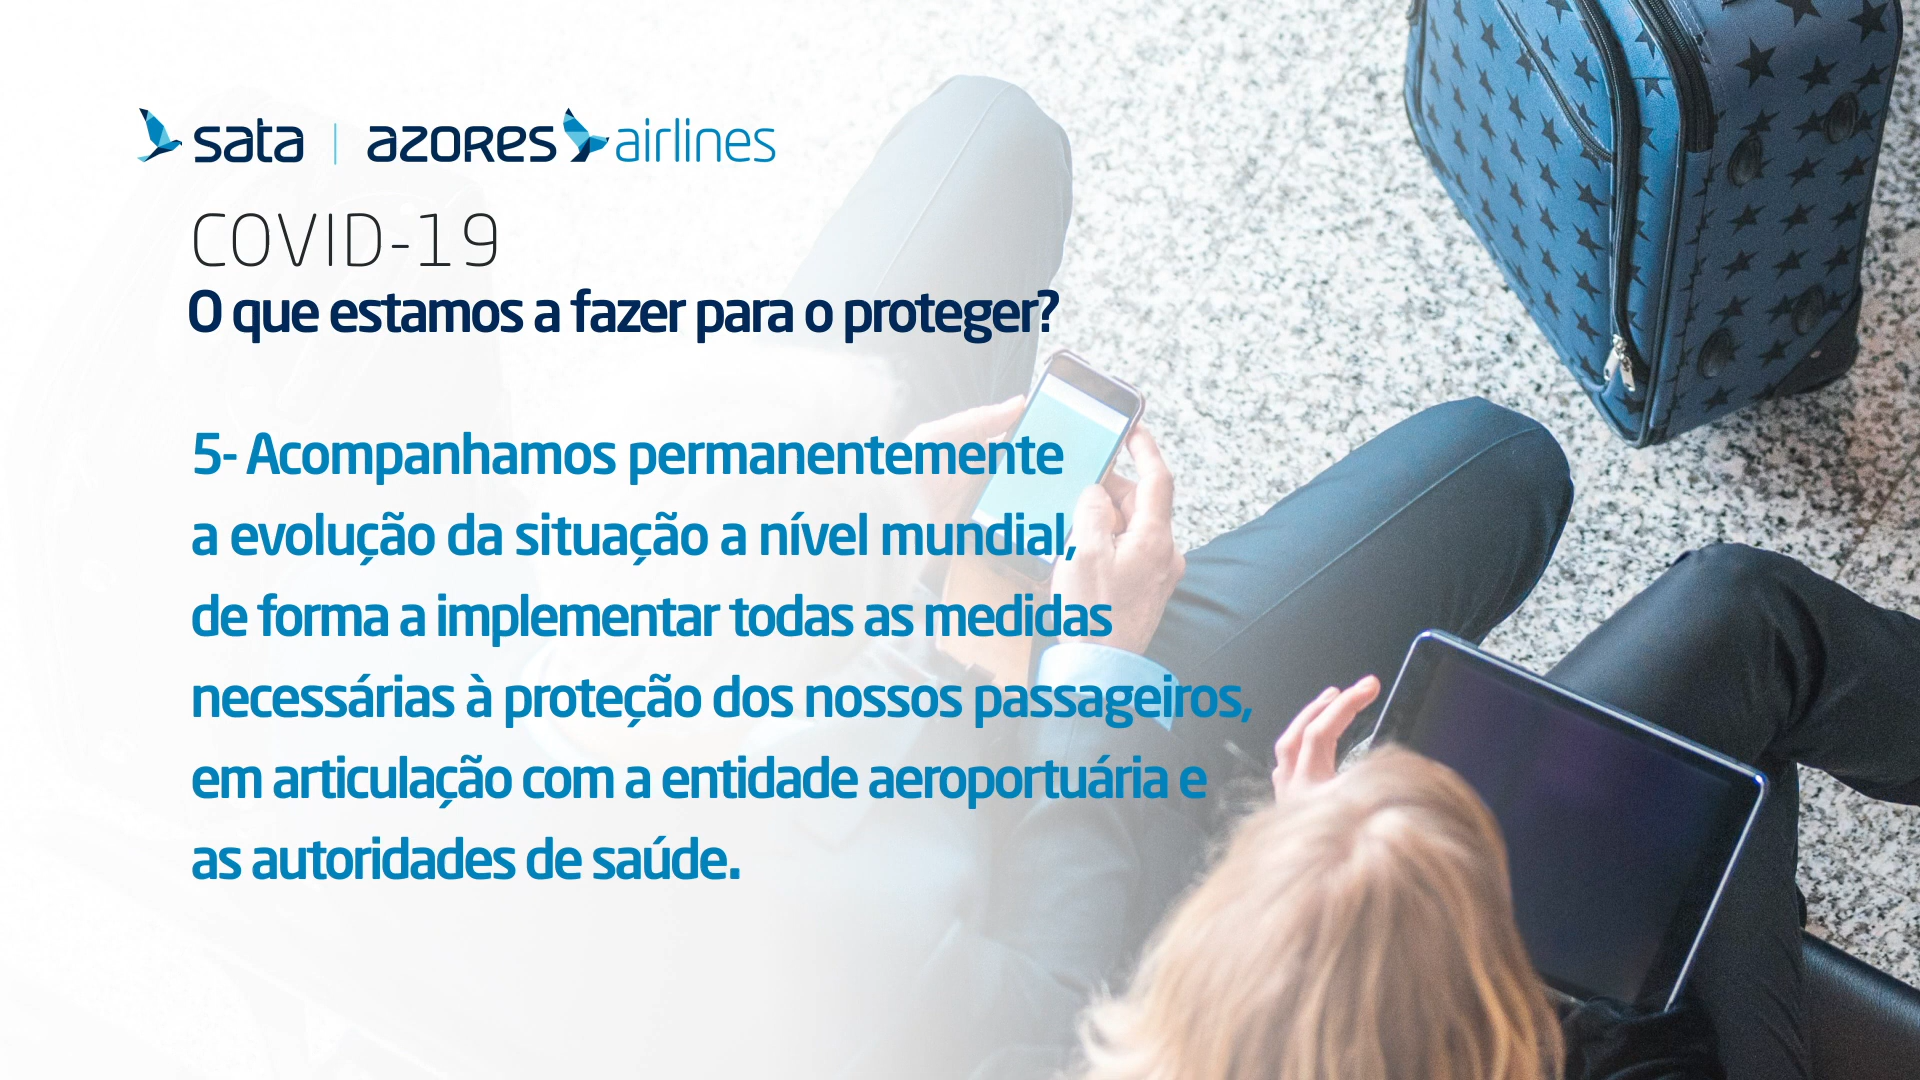 sata | azores airlines
COVID-19
O que estamos a fazer para o proteger?
5- Acompanhamos permanentemente
a evolução da situação a nível mundial,
de forma a implementar todas as medidas
necessárias à proteção dos nossos passageiros,
em articulação com a entidade aeroportuária e
as autoridades de saúde.